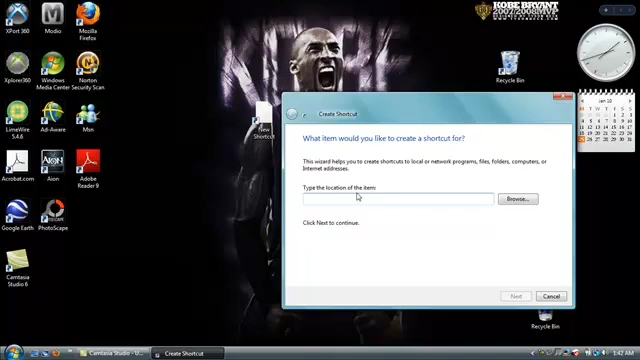 XPort 360
Modio
Mozilla Firefox
KOBE BRYANT
2007/2008 MVP
Xplorer360
Windows Media Center
Norton Security Scan
Recycle Bin
LimeWire 5.4.6
Ad-Aware
Msn
New Shortcut
Jan 10
Acrobat.com
Aion
Adobe Reader 9
Google Earth
PhotoScape
Camtasia Studio 6
Create Shortcut
What item would you like to create a shortcut for?
This wizard helps you to create shortcuts to local or network programs, files, folders, computers, or
Internet addresses.
Type the location of the item:
Browse...
Click Next to continue.
Next
Cancel
Recycle Bin
Camtasia Studio - U...
Create Shortcut
1:42 AM